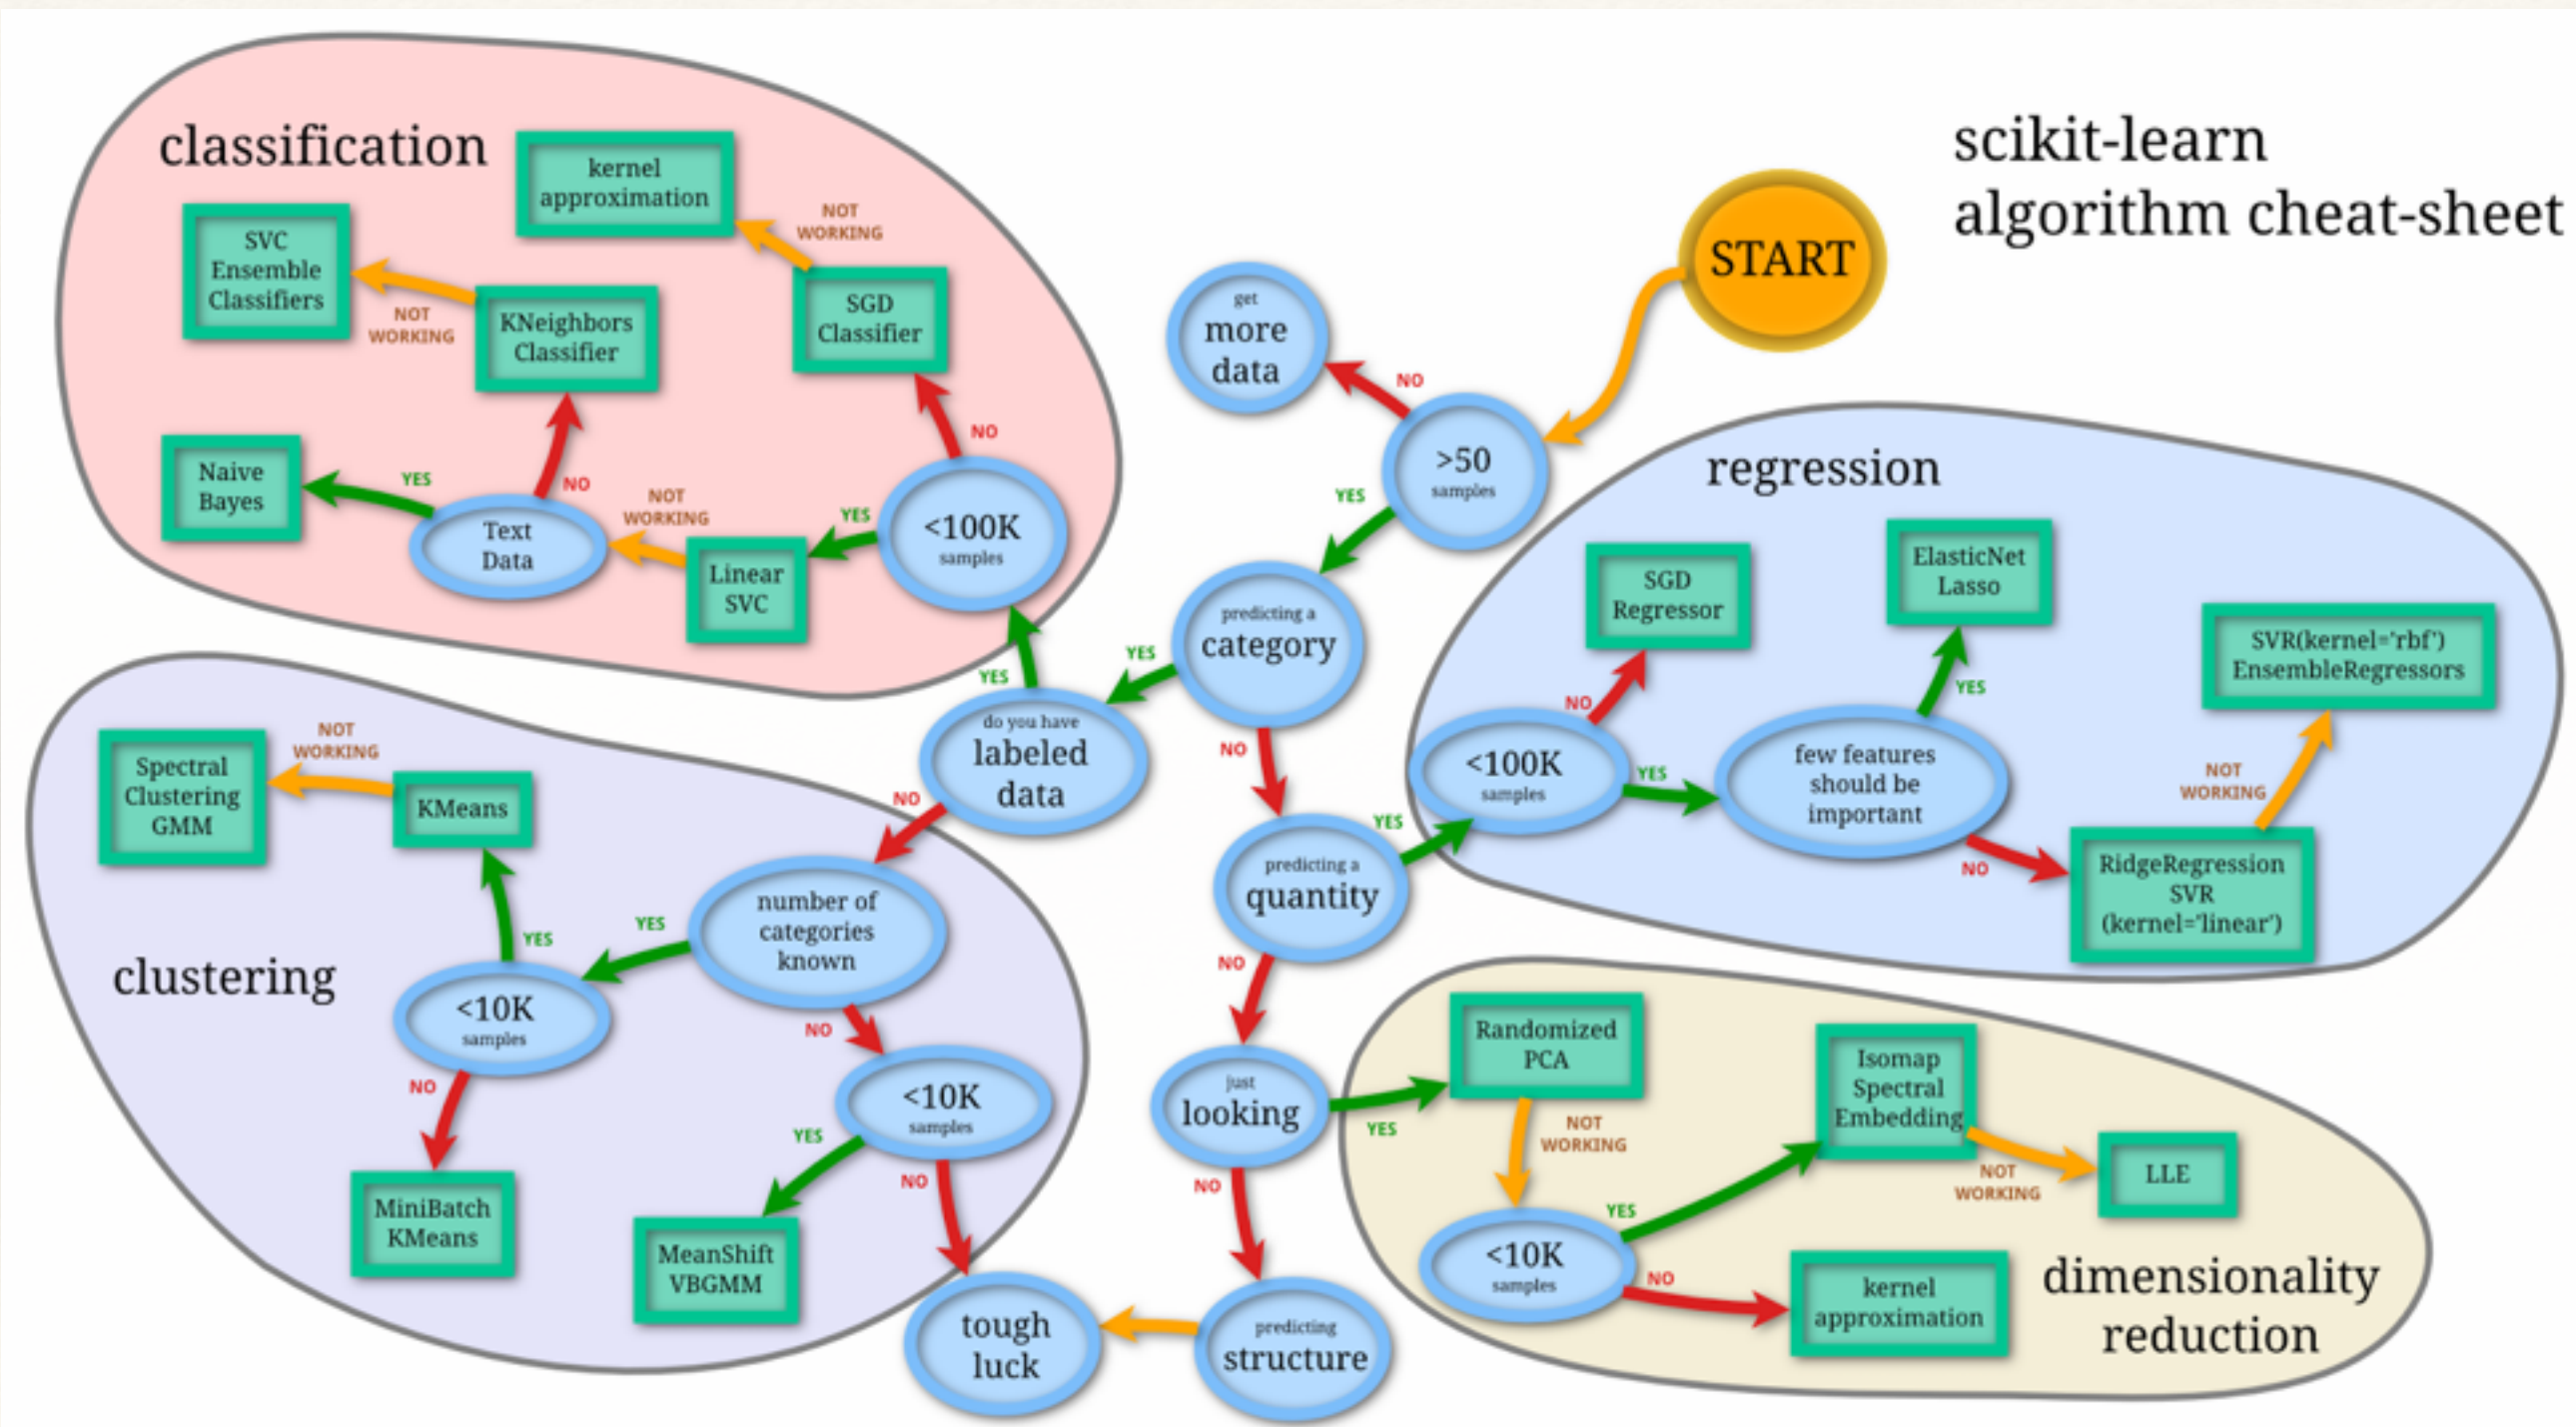 scikit-learn
algorithm cheat-sheet
START
get
more
data
NO
>50
samples
YES
predicting a
category
YES
NO
do you have
labeled
data
YES
NO
predicting a
quantity
YES
NO
just
looking
YES
NO
predicting
structure
tough
luck
classification
kernel
approximation
NOT
WORKING
SVC
Ensemble
Classifiers
NOT
WORKING
KNeighbors
Classifier
SGD
Classifier
NO
Naive
Bayes
YES
NO
Text
Data
NOT
WORKING
Linear
SVC
YES
<100K
samples
regression
SGD
Regressor
ElasticNet
Lasso
SVR(kernel='rbf')
EnsembleRegressors
NO
YES
<100K
samples
YES
few features
should be
important
NOT
WORKING
NO
RidgeRegression
SVR
(kernel='linear')
clustering
Spectral
Clustering
GMM
NOT
WORKING
KMeans
YES
number of
categories
known
YES
NO
<10K
samples
NO
MiniBatch
KMeans
<10K
samples
YES
NO
MeanShift
VBGMM
Randomized
PCA
NOT
WORKING
Isomap
Spectral
Embedding
NOT
WORKING
LLE
YES
<10K
samples
NO
kernel
approximation
dimensionality
reduction